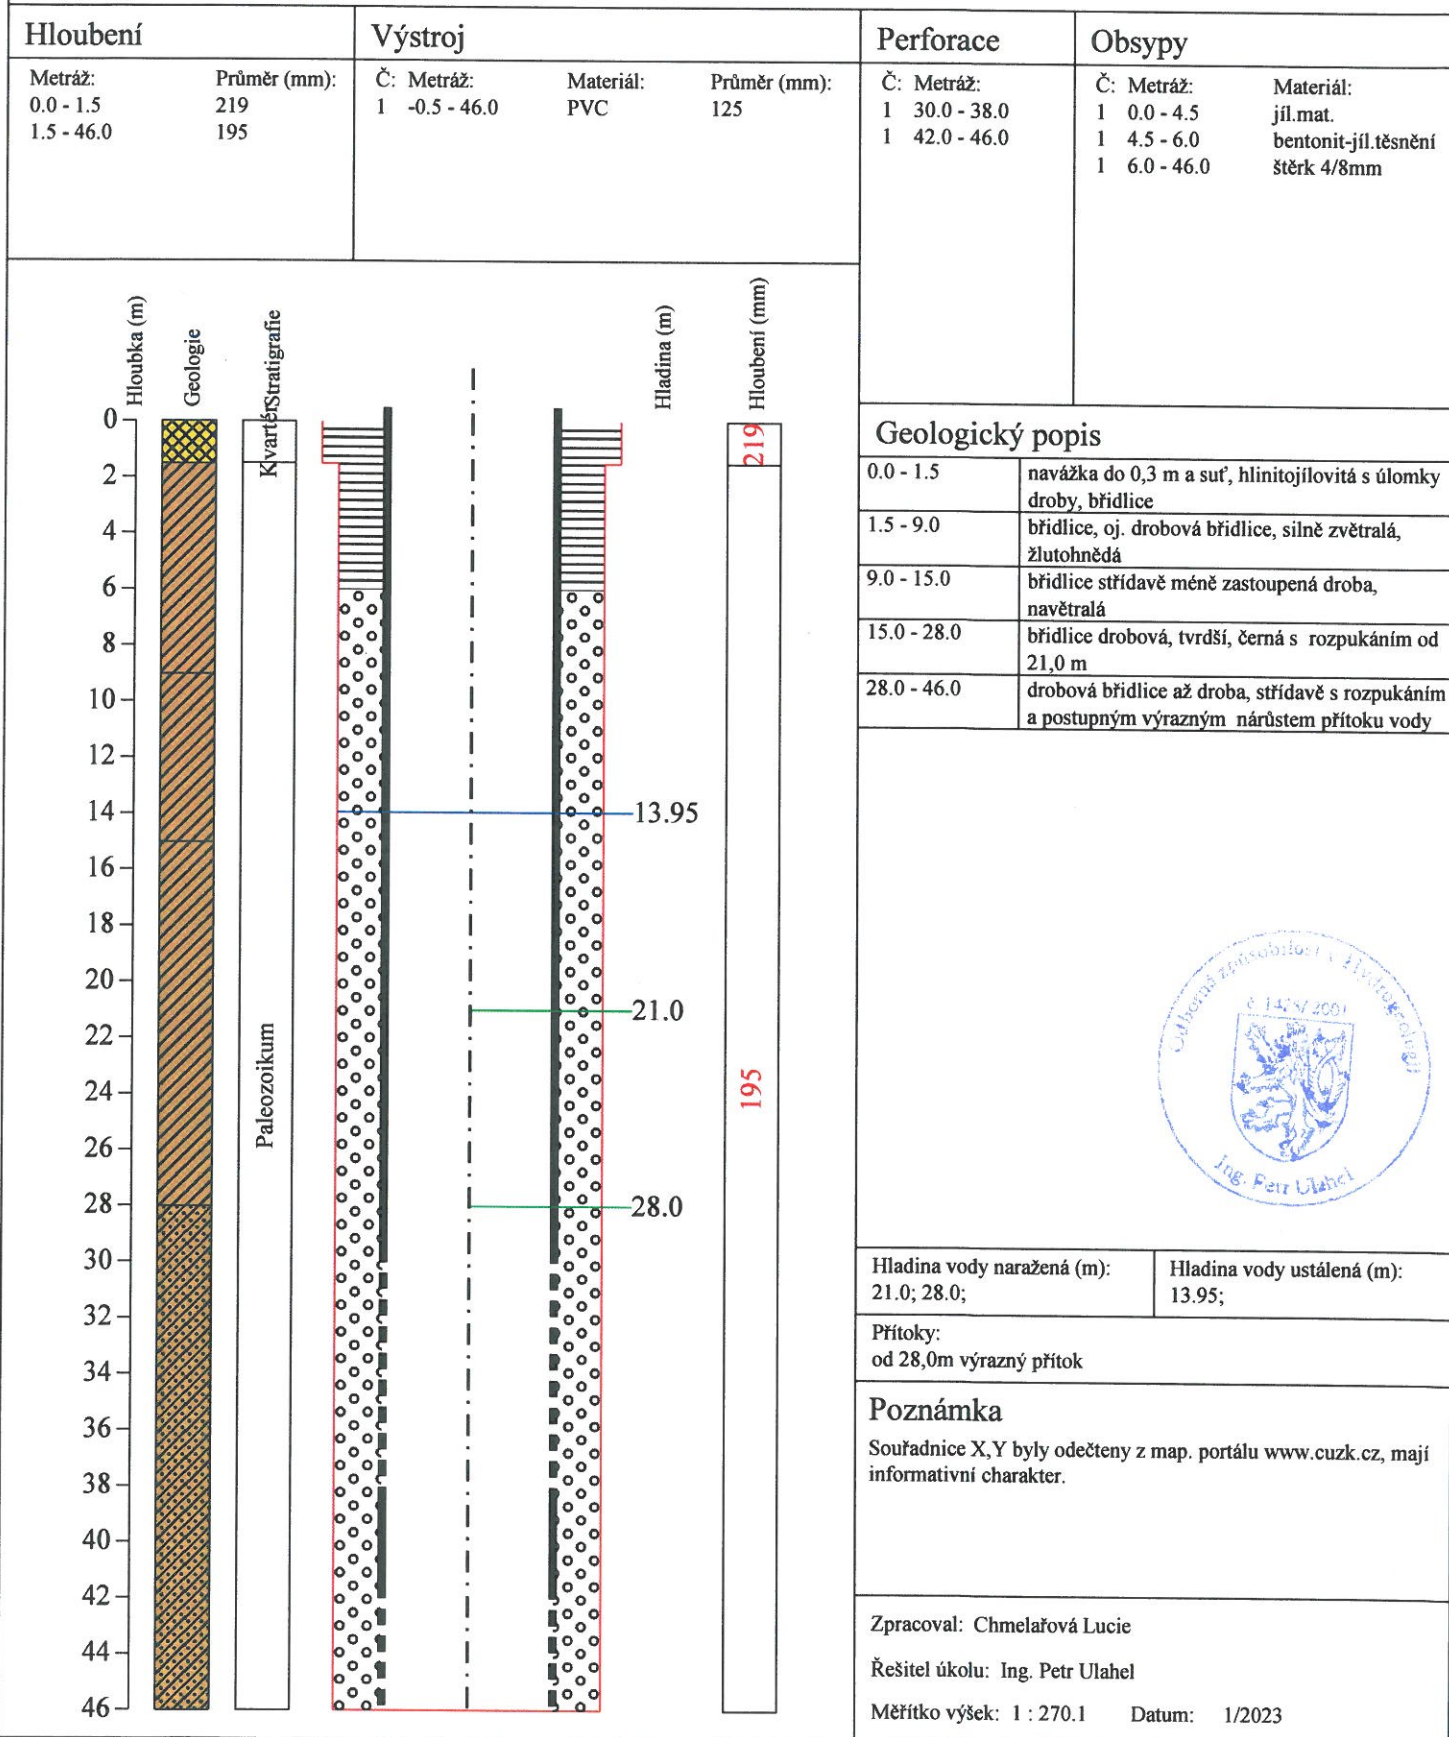 Hloubení
Metráž: Průměr (mm):
0.0 - 1.5 219
1.5 - 46.0 195
Výstroj
Č: Metráž: Materiál: Průměr (mm):
1 -0.5 - 46.0 PVC 125
Perforace
Č: Metráž:
1 30.0 - 38.0
1 42.0 - 46.0
Obsypy
Č: Metráž: Materiál:
1 0.0 - 4.5 jíl.mat.
1 4.5 - 6.0 bentonit-jíl.těsnění
1 6.0 - 46.0 štěrk 4/8mm
Hloubka (m)
Geologie
Stratigrafie
Hladina (m)
Hloubení (mm)
0
2
4
6
8
10
12
14
16
18
20
22
24
26
28
30
32
34
36
38
40
42
44
46
Kvartér
Paleozoikum
13.95
21.0
28.0
219
195
Geologický popis
0.0 - 1.5 navážka do 0,3 m a suť, hlinitojílovitá s úlomky
droby, břidlice
1.5 - 9.0 břidlice, oj. drobová břidlice, silně zvětralá,
žlutohnědá
9.0 - 15.0 břidlice střídavě méně zastoupená droba,
navětralá
15.0 - 28.0 břidlice drobová, tvrdší, černá s rozpukáním od
21,0 m
28.0 - 46.0 drobová břidlice až droba, střídavě s rozpukáním
a postupným výrazným nárůstem přítoku vody
Odborná způsobilost v Hydrogeologii
Ing. Petr Ulahel
Hladina vody naražená (m):
21.0; 28.0;
Hladina vody ustálená (m):
13.95;
Přítoky:
od 28,0m výrazný přítok
Poznámka
Souřadnice X,Y byly odečteny z map. portálu www.cuzk.cz, mají
informativní charakter.
Zpracoval: Chmelařová Lucie
Řešitel úkolu: Ing. Petr Ulahel
Měřítko výšek: 1 : 270.1 Datum: 1/2023